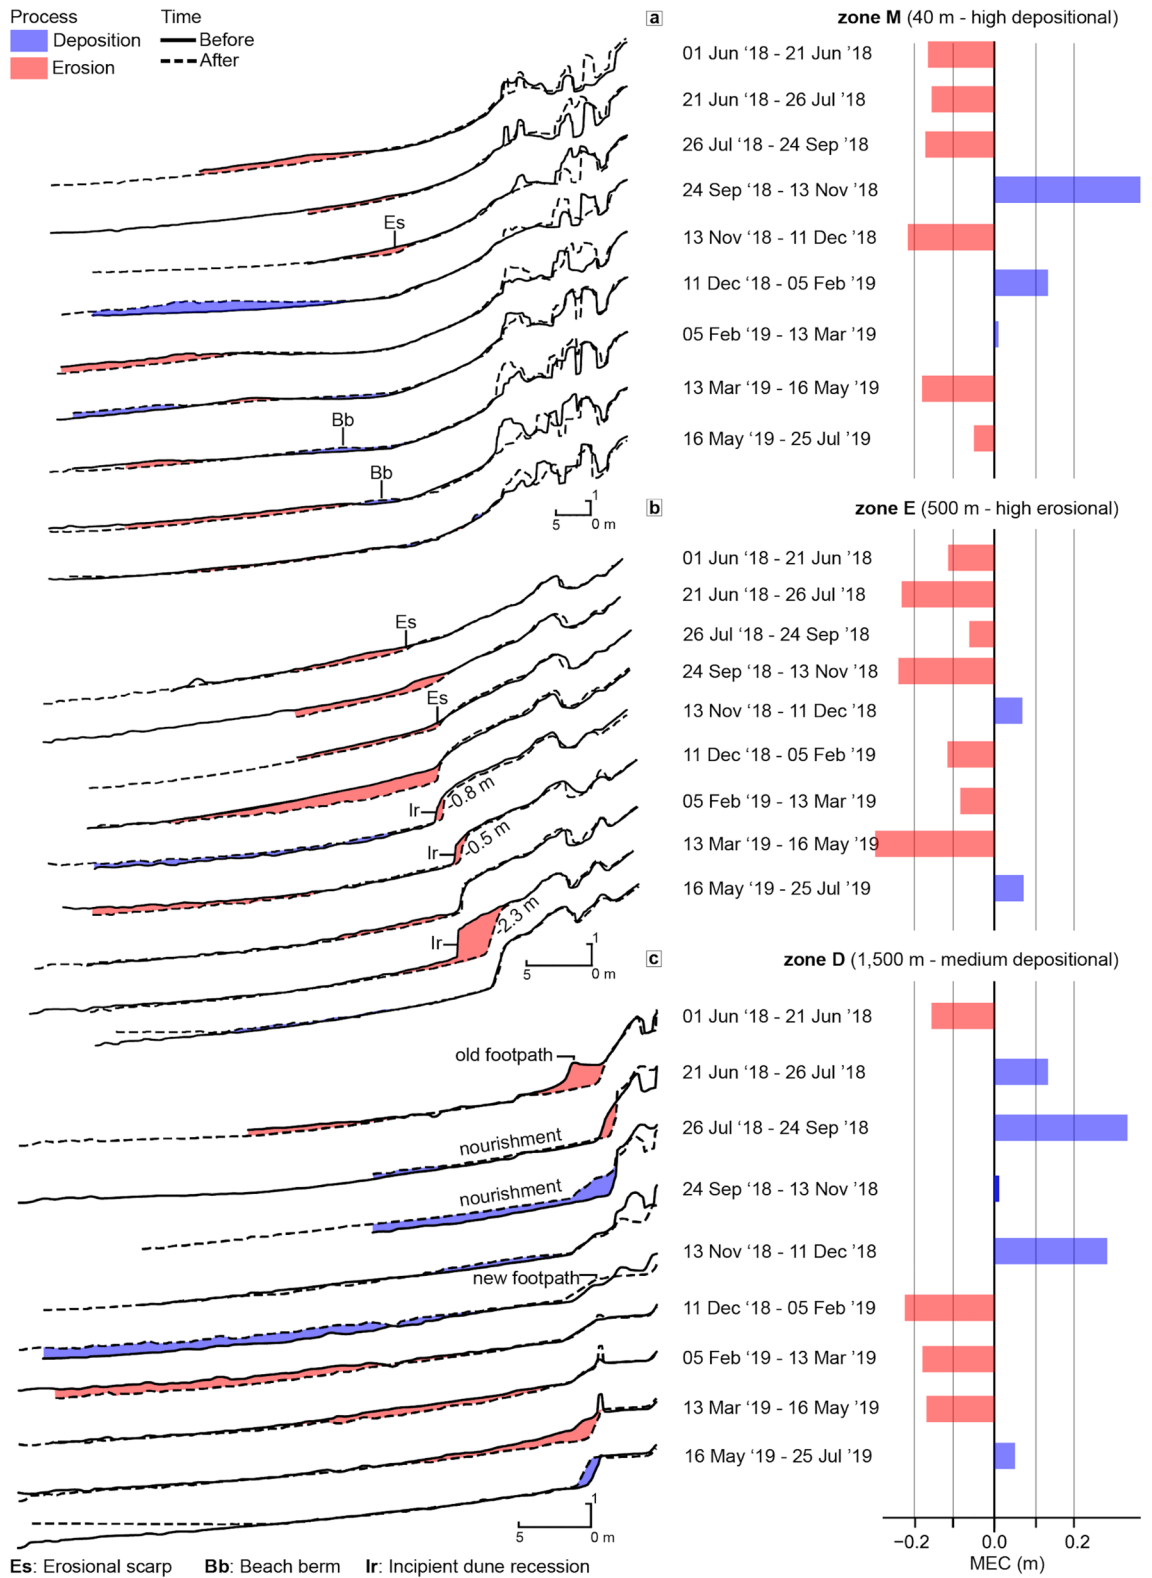 Process
Deposition
Erosion
Time
Before
After
a
zone M (40 m - high depositional)
01 Jun ‘18 - 21 Jun ’18
21 Jun ‘18 - 26 Jul ’18
26 Jul ‘18 - 24 Sep ’18
24 Sep ‘18 - 13 Nov ’18
13 Nov ‘18 - 11 Dec ’18
11 Dec ‘18 - 05 Feb ’19
05 Feb ‘19 - 13 Mar ’19
13 Mar ‘19 - 16 May ’19
16 May ‘19 - 25 Jul ’19
Es
Bb
Bb
1
5 0 m
b
zone E (500 m - high erosional)
01 Jun ‘18 - 21 Jun ’18
21 Jun ‘18 - 26 Jul ’18
26 Jul ‘18 - 24 Sep ’18
24 Sep ‘18 - 13 Nov ’18
13 Nov ‘18 - 11 Dec ’18
11 Dec ‘18 - 05 Feb ’19
05 Feb ‘19 - 13 Mar ’19
13 Mar ‘19 - 16 May ’19
16 May ‘19 - 25 Jul ’19
Es
Es
Ir
-0.8 m
Ir
-0.5 m
Ir
-2.3 m
1
5 0 m
c
zone D (1,500 m - medium depositional)
01 Jun ‘18 - 21 Jun ’18
21 Jun ‘18 - 26 Jul ’18
26 Jul ‘18 - 24 Sep ’18
24 Sep ‘18 - 13 Nov ’18
13 Nov ‘18 - 11 Dec ’18
11 Dec ‘18 - 05 Feb ’19
05 Feb ‘19 - 13 Mar ’19
13 Mar ‘19 - 16 May ’19
16 May ‘19 - 25 Jul ’19
old footpath
nourishment
nourishment
new footpath
1
5 0 m
−0.2 0.0 0.2
MEC (m)
Es: Erosional scarp Bb: Beach berm Ir: Incipient dune recession